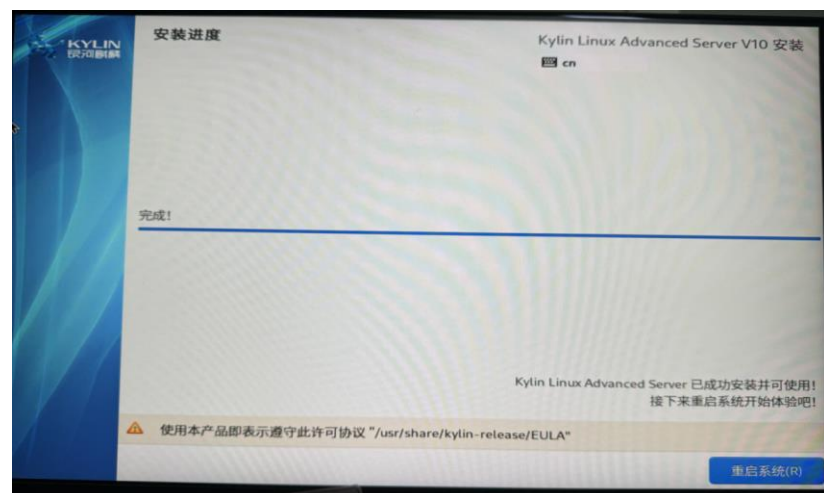 KYLIN
银河麒麟
安装进度
Kylin Linux Advanced Server V10 安装
cn
完成!
Kylin Linux Advanced Server 已成功安装并可使用!
接下来重启系统开始体验吧!
使用本产品即表示遵守此许可协议 "/usr/share/kylin-release/EULA"
重启系统(R)